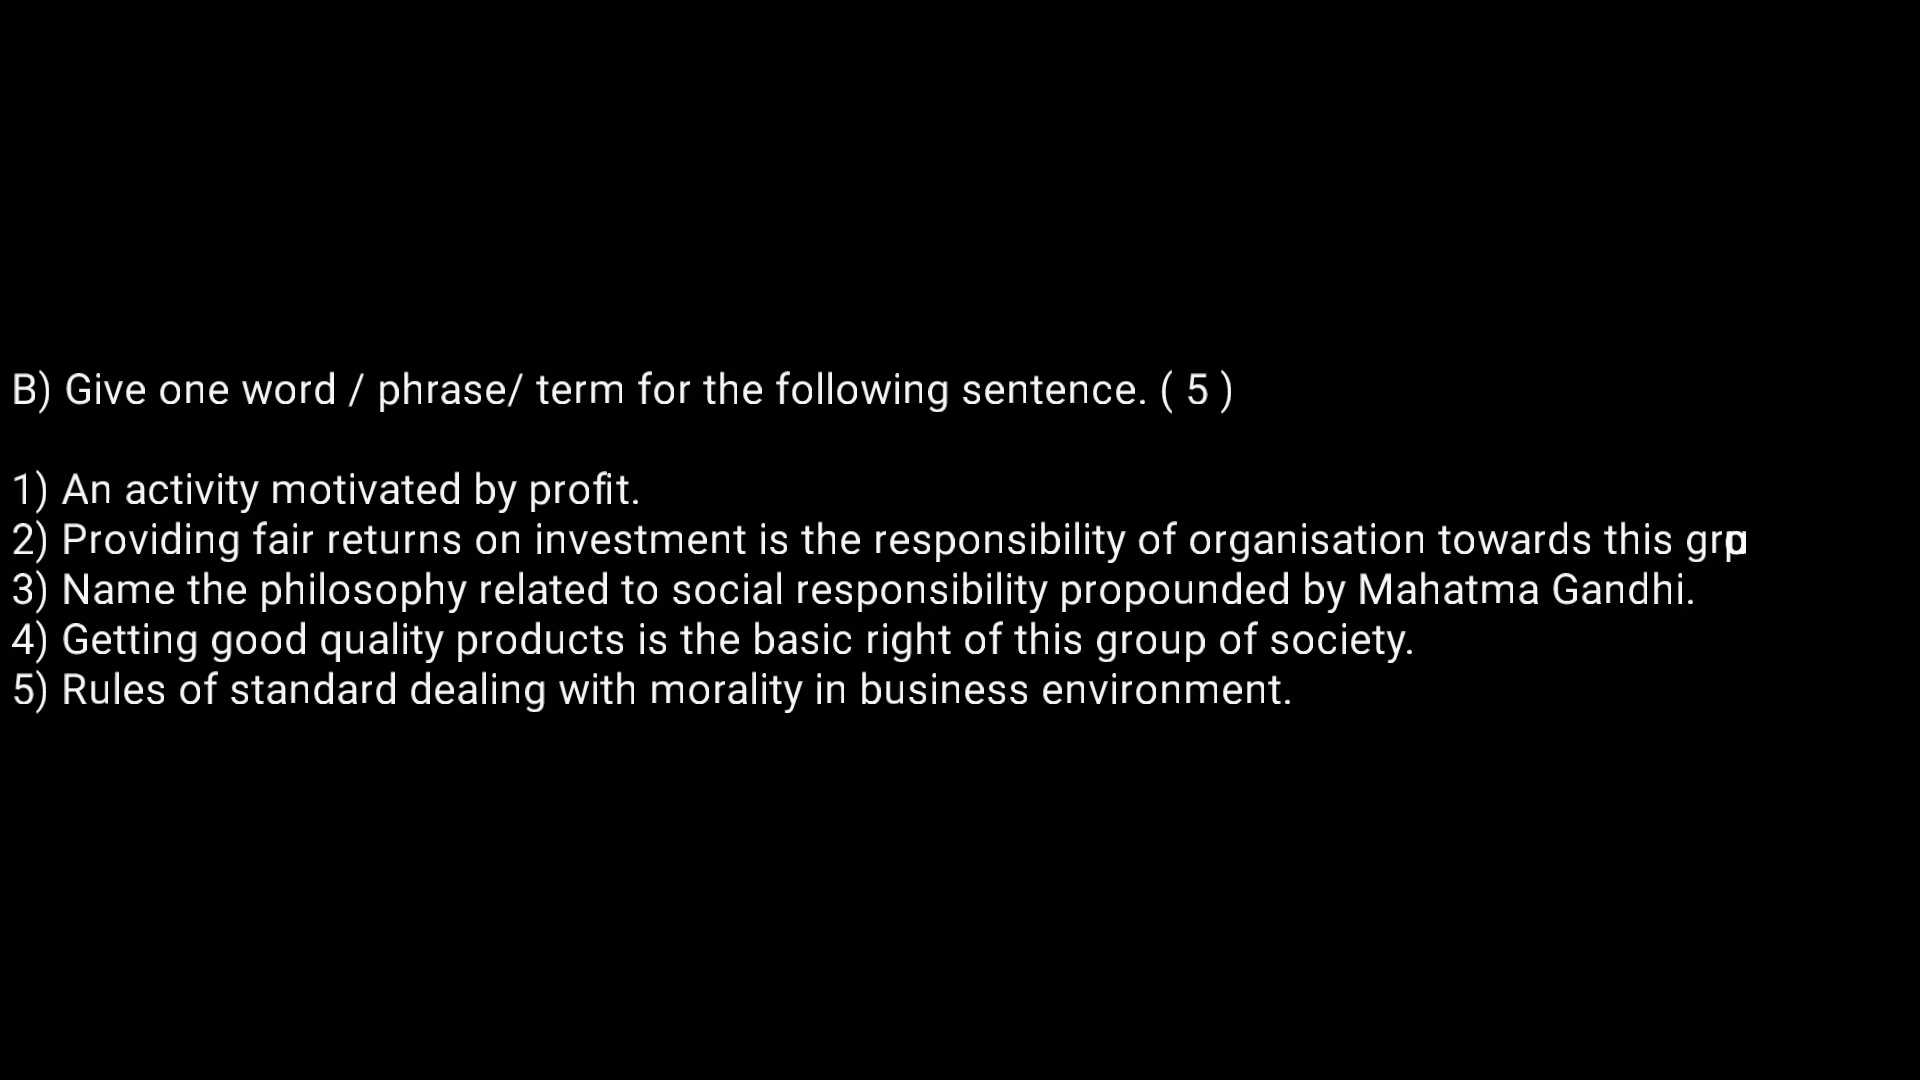 B) Give one word / phrase/ term for the following sentence. ( 5 )
1) An activity motivated by profit.
2) Providing fair returns on investment is the responsibility of organisation towards this
3) Name the philosophy related to social responsibility propounded by Mahatma Gandhi.
4) Getting good quality products is the basic right of this group of society.
5) Rules of standard dealing with morality in business environment.